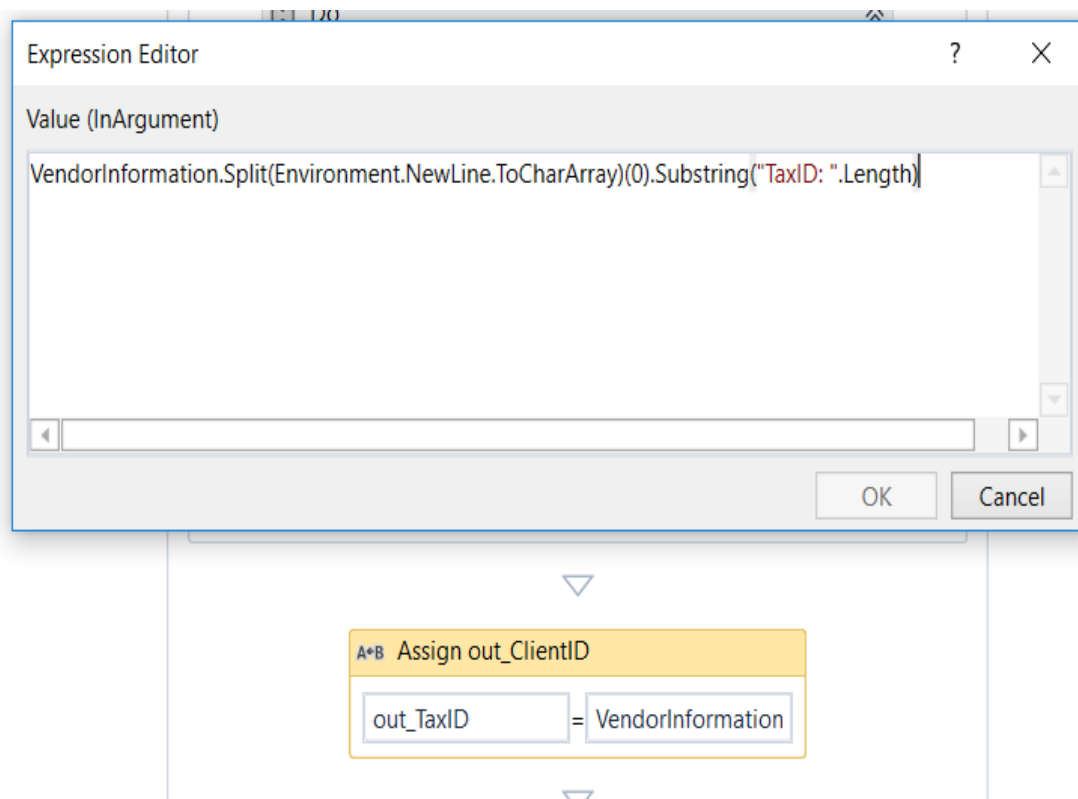 Do
Expression Editor
?
Value (InArgument)
VendorInformation.Split(Environment.NewLine.ToCharArray)(0).Substring("TaxID: ".Length)
OK Cancel
A+B Assign out_ClientID
out_TaxID = VendorInformation